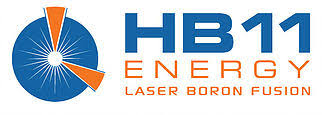 HB11
ENERGY
LASER BORON FUSION